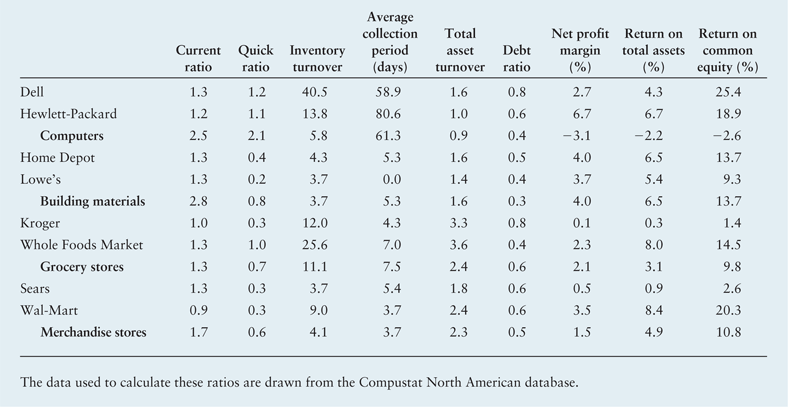 Average
collection Total Net profit Return on Return on
Current Quick Inventory period asset Debt margin total assets common
ratio ratio turnover (days) turnover ratio (%) (%) equity (%)
Dell 1.3 1.2 40.5 58.9 1.6 0.8 2.7 4.3 25.4
Hewlett-Packard 1.2 1.1 13.8 80.6 1.0 0.6 6.7 6.7 18.9
Computers 2.5 2.1 5.8 61.3 0.9 0.4 −3.1 −2.2 −2.6
Home Depot 1.3 0.4 4.3 5.3 1.6 0.5 4.0 6.5 13.7
Lowe's 1.3 0.2 3.7 0.0 1.4 0.4 3.7 5.4 9.3
Building materials 2.8 0.8 3.7 5.3 1.6 0.3 4.0 6.5 13.7
Kroger 1.0 0.3 12.0 4.3 3.3 0.8 0.1 0.3 1.4
Whole Foods Market 1.3 1.0 25.6 7.0 3.6 0.4 2.3 8.0 14.5
Grocery stores 1.3 0.7 11.1 7.5 2.4 0.6 2.1 3.1 9.8
Sears 1.3 0.3 3.7 5.4 1.8 0.6 0.5 0.9 2.6
Wal-Mart 0.9 0.3 9.0 3.7 2.4 0.6 3.5 8.4 20.3
Merchandise stores 1.7 0.6 4.1 3.7 2.3 0.5 1.5 4.9 10.8
The data used to calculate these ratios are drawn from the Compustat North American database.